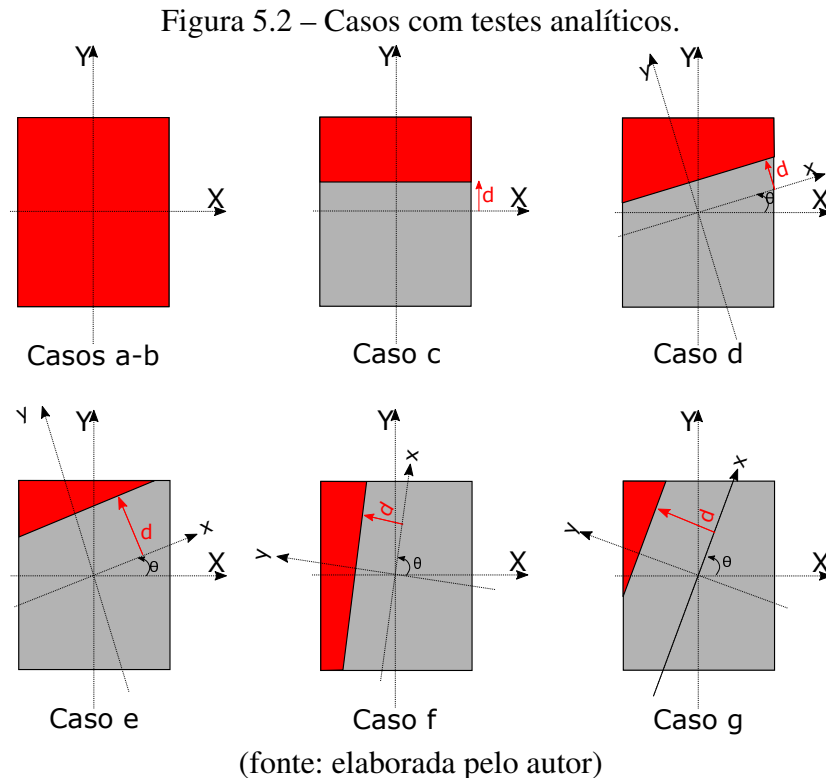 Figura 5.2 – Casos com testes analíticos.
Y
X
Casos a-b
Y
d
X
Caso c
y
Y
d
x
θ
X
Caso d
y
Y
d
x
X
θ
Caso e
Y
x
d
y
θ
X
Caso f
Y
x
d
y
θ
X
Caso g
(fonte: elaborada pelo autor)